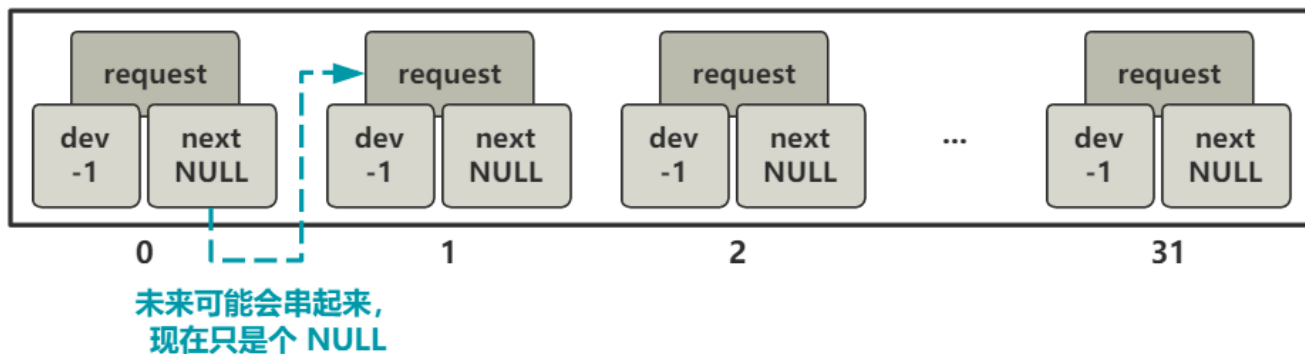 request request request request
dev next dev next dev next ... dev next
-1 NULL -1 NULL -1 NULL -1 NULL
0 1 2 31
未来可能会串起来，
现在只是个 NULL